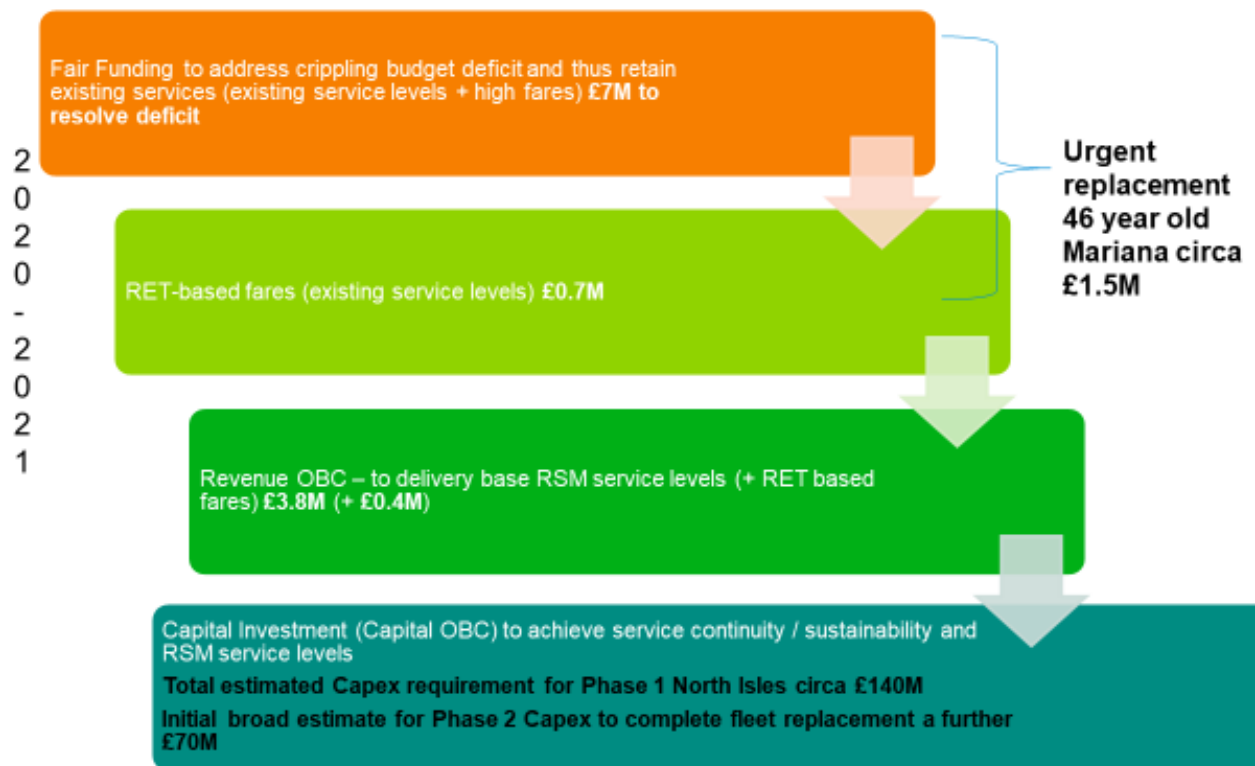 Fair Funding to address crippling budget deficit and thus retain
existing services (existing service levels + high fares) £7M to
resolve deficit
2
0
2
0
-
2
0
2
1
Urgent
replacement
46 year old
Mariana circa
£1.5M
RET-based fares (existing service levels) £0.7M
Revenue OBC – to delivery base RSM service levels (+ RET based
fares) £3.8M (+ £0.4M)
Capital Investment (Capital OBC) to achieve service continuity / sustainability and
RSM service levels
Total estimated Capex requirement for Phase 1 North Isles circa £140M
Initial broad estimate for Phase 2 Capex to complete fleet replacement a further
£70M